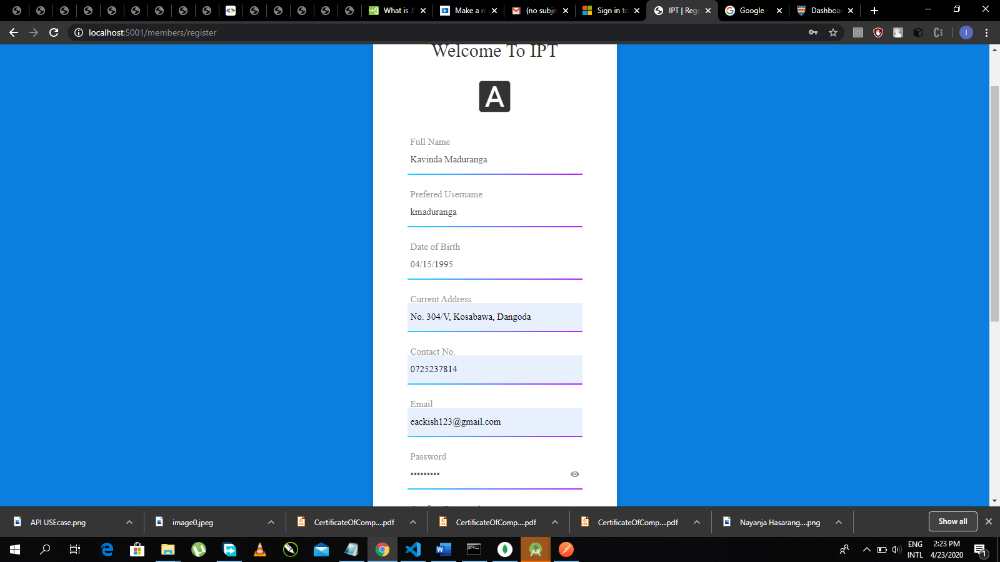 What is JS
Make a re
(no subje
Sign in to
IPT | Regi
Google
Dashboar
localhost:5001/members/register
I
Welcome To IPT
A
Full Name
Kavinda Maduranga
Prefered Username
kmaduranga
Date of Birth
04/15/1995
Current Address
No. 304/V, Kosabawa, Dangoda
Contact No.
0725237814
Email
eackish123@gmail.com
Password
API USEcase.png
image0.jpeg
CertificateOfComp....pdf
CertificateOfComp....pdf
CertificateOfComp....pdf
Nayanja Hasarang....png
Show all
ENG
INTL
2:23 PM
4/23/2020
1